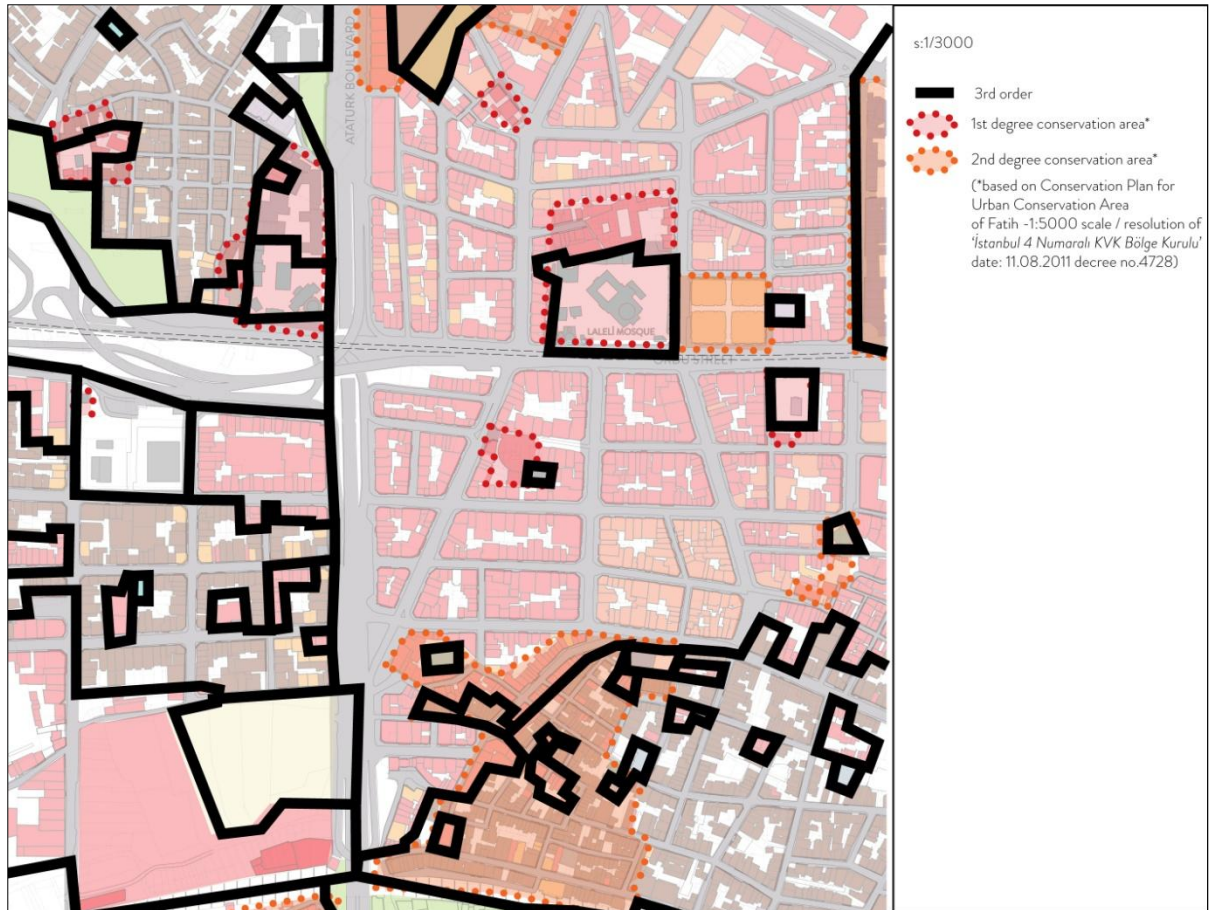 ATATURK BOULEVARD
LALELİ MOSQUE
ORDU STREET
s:1/3000
3rd order
1st degree conservation area*
2nd degree conservation area*
(*based on Conservation Plan for
Urban Conservation Area
of Fatih -1:5000 scale / resolution of
‘İstanbul 4 Numaralı KVK Bölge Kurulu’
date: 11.08.2011 decree no.4728)